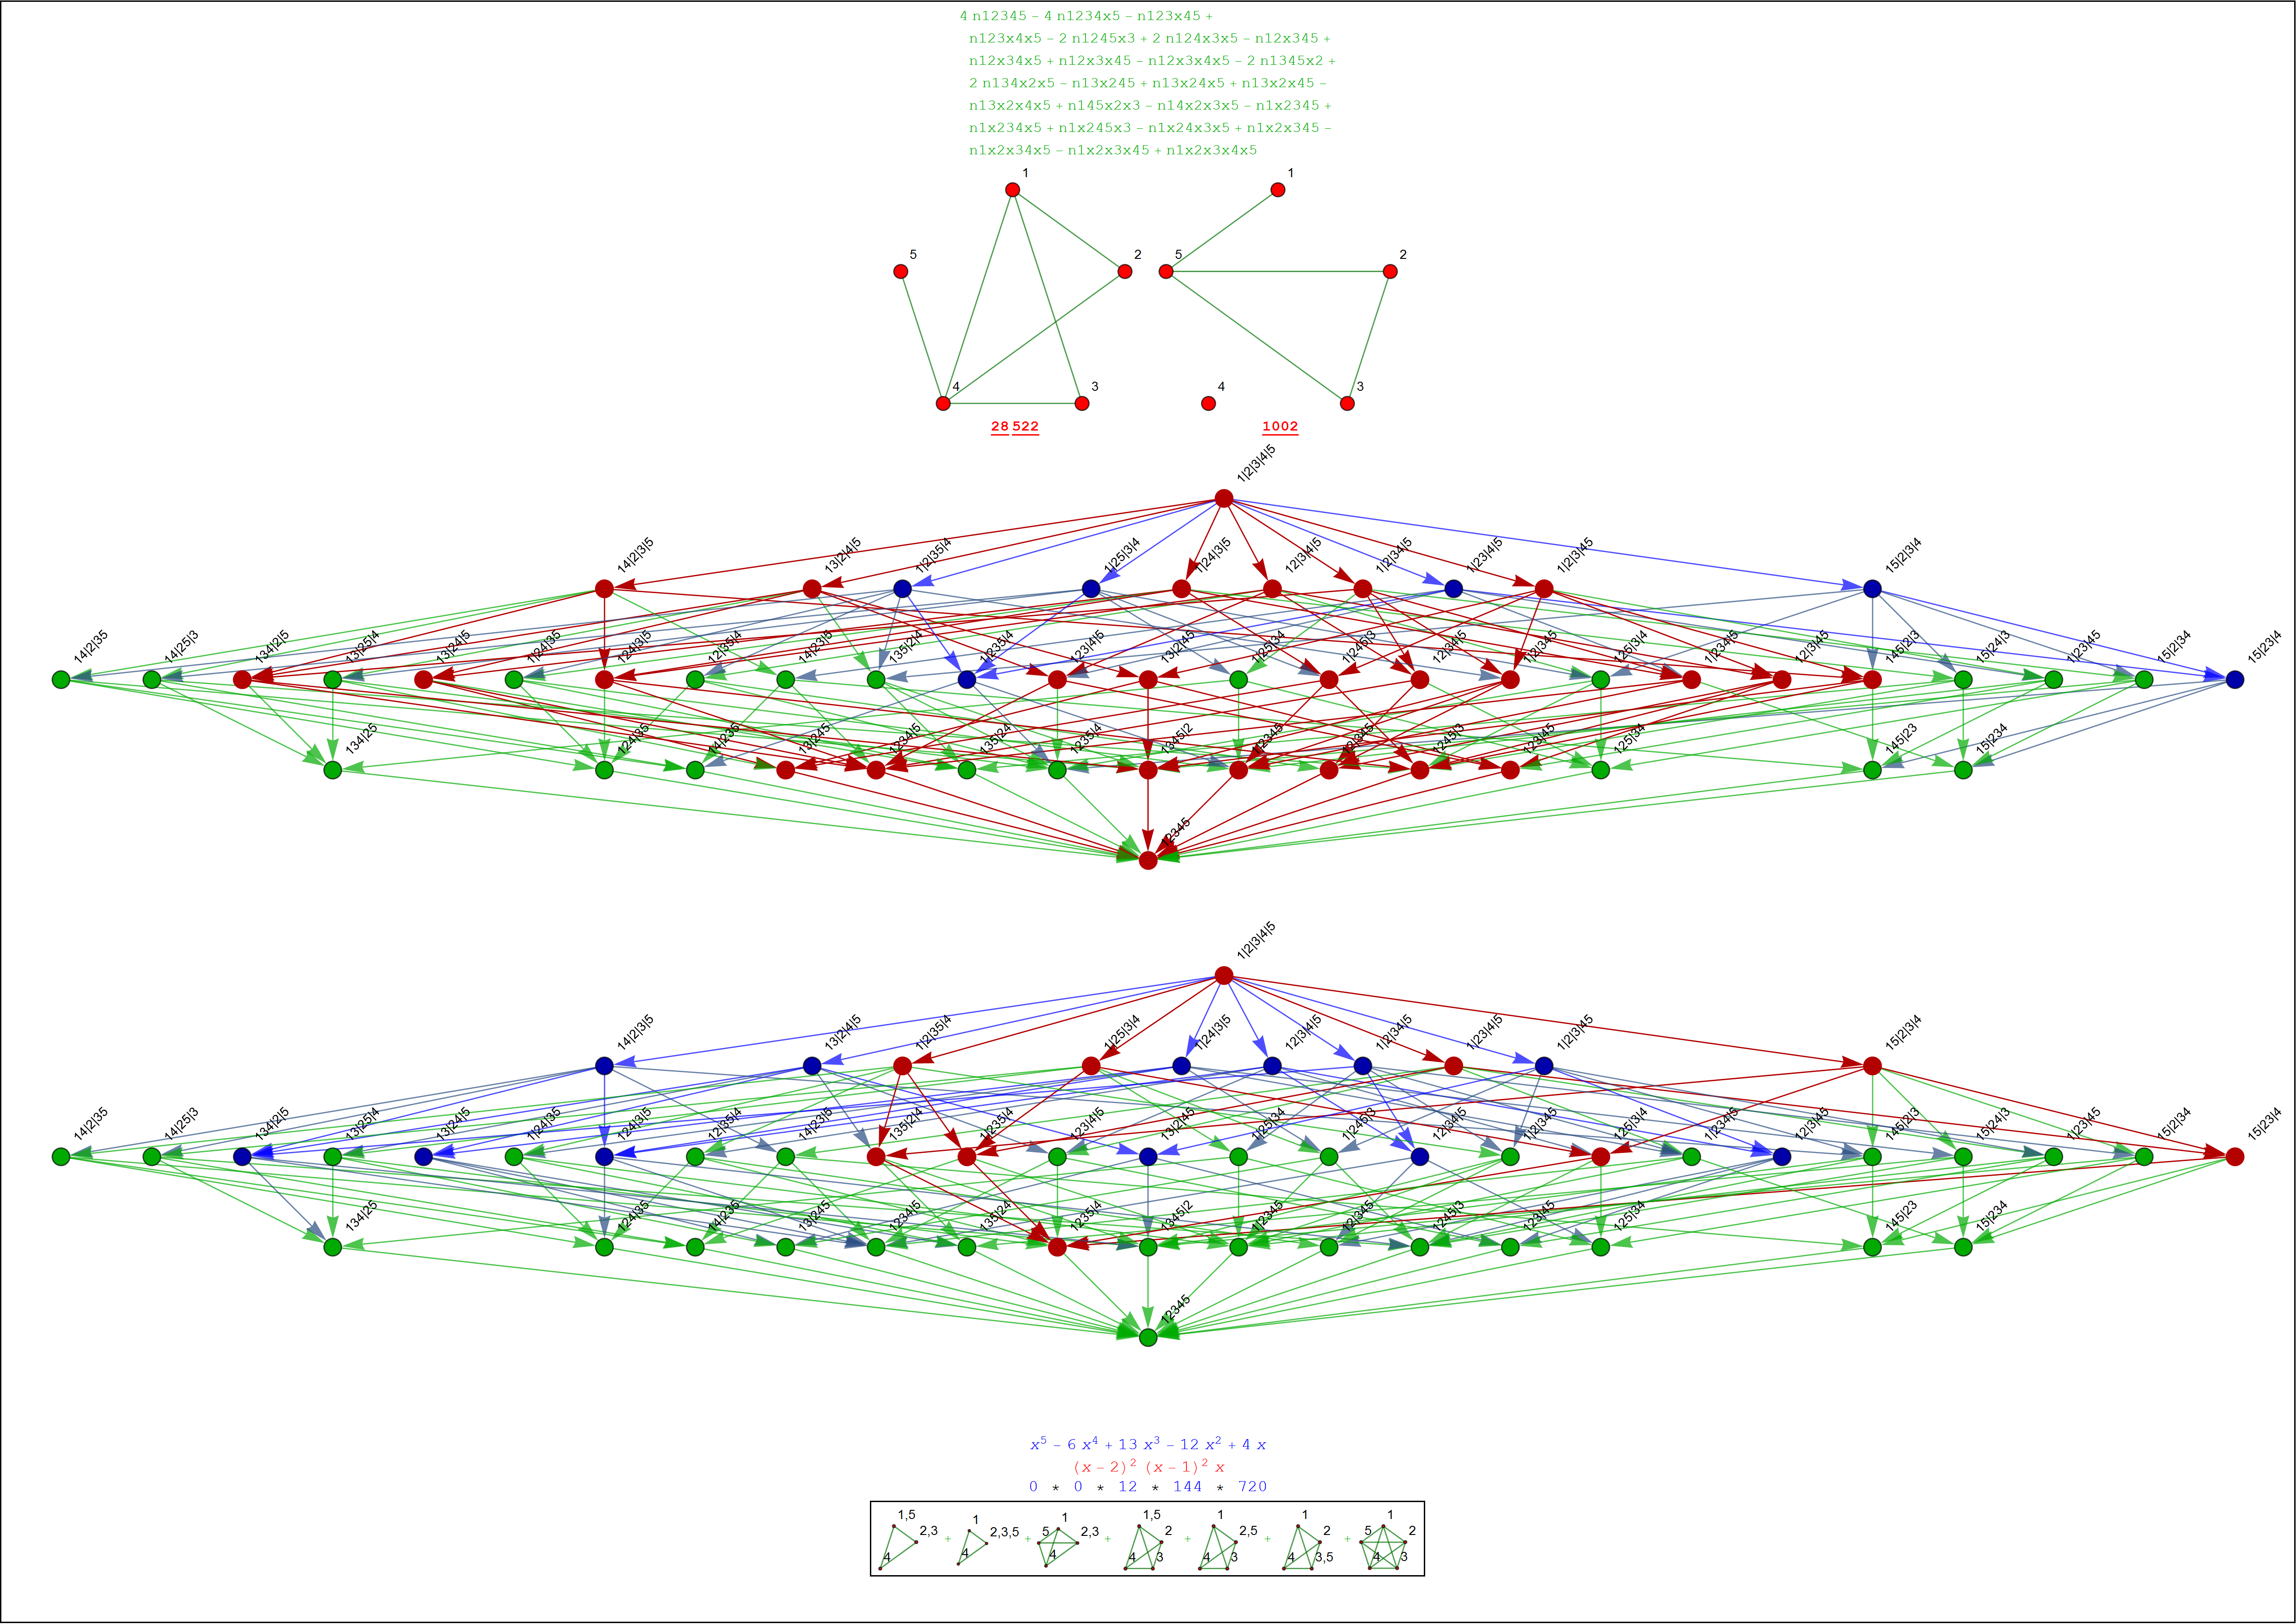 4 n12345 − 4 n1234x5 − n123x45 +
n123x4x5 − 2 n1245x3 + 2 n124x3x5 − n12x345 +
n12x34x5 + n12x3x45 − n12x3x4x5 − 2 n1345x2 +
2 n134x2x5 − n13x245 + n13x24x5 + n13x2x45 −
n13x2x4x5 + n145x2x3 − n14x2x3x5 − n1x2345 +
n1x234x5 + n1x245x3 − n1x24x3x5 + n1x2x345 −
n1x2x34x5 − n1x2x3x45 + n1x2x3x4x5
1 1
5 2 5 2
4 3 4 3
28 522 1002
1|2|3|4|5
14|2|3|5 13|2|4|5 1|2|35|4 1|25|3|4 1|24|3|5 12|3|4|5 1|2|34|5 1|23|4|5 1|2|3|45 15|2|3|4
14|2|35 14|25|3 134|2|5 13|25|4 13|24|5 1|24|35 124|3|5 12|35|4 14|23|5 135|2|4 1|235|4 123|4|5 13|2|45 1|25|34 1|245|3 12|34|5 1|2|345 125|3|4 1|234|5 12|3|45 145|2|3 15|24|3 1|23|45 15|2|34 15|23|4
134|25 124|35 14|235 13|245 1234|5 135|24 1235|4 1345|2 1|2345 12|345 1245|3 123|45 125|34 145|23 15|234
12345
1|2|3|4|5
14|2|3|5 13|2|4|5 1|2|35|4 1|25|3|4 1|24|3|5 12|3|4|5 1|2|34|5 1|23|4|5 1|2|3|45 15|2|3|4
14|2|35 14|25|3 134|2|5 13|25|4 13|24|5 1|24|35 124|3|5 12|35|4 14|23|5 135|2|4 1|235|4 123|4|5 13|2|45 1|25|34 1|245|3 12|34|5 1|2|345 125|3|4 1|234|5 12|3|45 145|2|3 15|24|3 1|23|45 15|2|34 15|23|4
134|25 124|35 14|235 13|245 1234|5 135|24 1235|4 1345|2 1|2345 12|345 1245|3 123|45 125|34 145|23 15|234
12345
x⁵ − 6 x⁴ + 13 x³ − 12 x² + 4 x
(x − 2)² (x − 1)² x
0 * 0 * 12 * 144 * 720
1,5 2,3 4 + 1 2,3,5 4 + 1 5 2,3 4 + 1,5 2 4 3 + 1 2,5 4 3 + 1 2 4 3,5 + 1 5 2 4 3